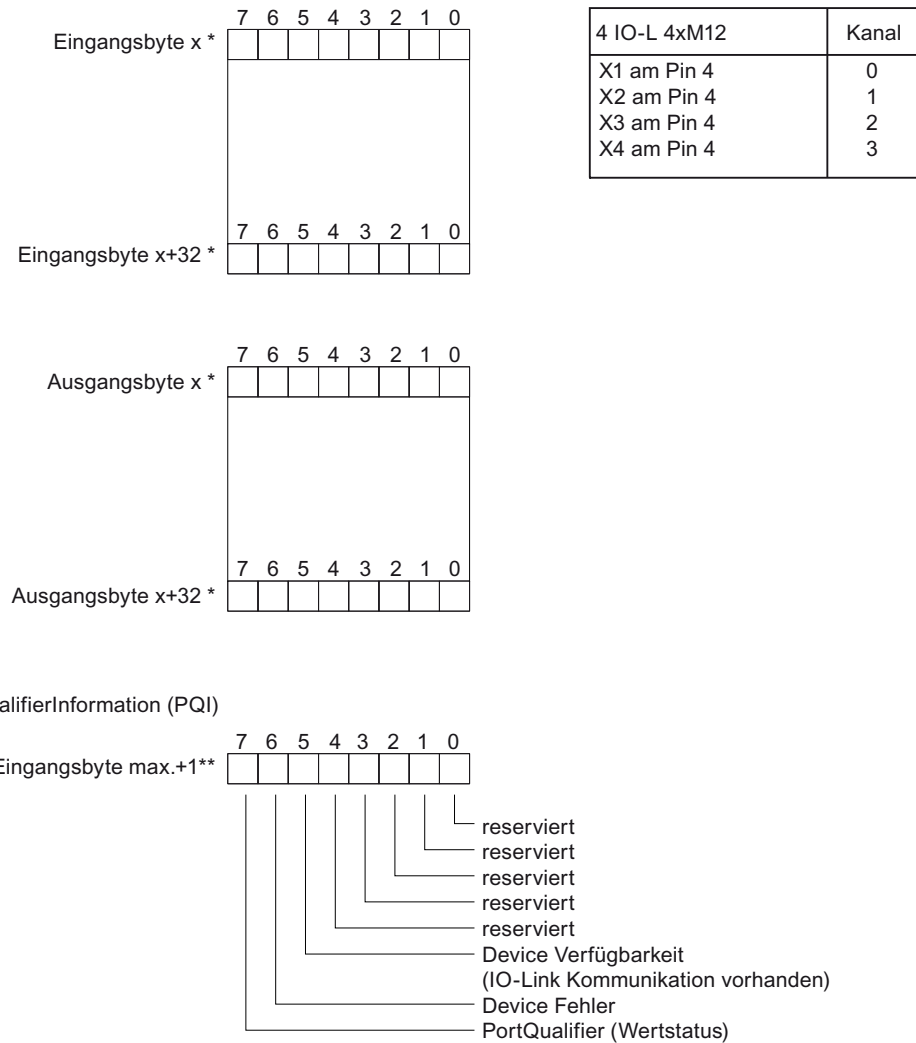 7 6 5 4 3 2 1 0
Eingangsbyte x *
7 6 5 4 3 2 1 0
Eingangsbyte x+32 *
4 IO-L 4xM12 Kanal
X1 am Pin 4 0
X2 am Pin 4 1
X3 am Pin 4 2
X4 am Pin 4 3
7 6 5 4 3 2 1 0
Ausgangsbyte x *
7 6 5 4 3 2 1 0
Ausgangsbyte x+32 *
alifierInformation (PQI)
7 6 5 4 3 2 1 0
Eingangsbyte max.+1**
reserviert
reserviert
reserviert
reserviert
reserviert
Device Verfügbarkeit
(IO-Link Kommunikation vorhanden)
Device Fehler
PortQualifier (Wertstatus)